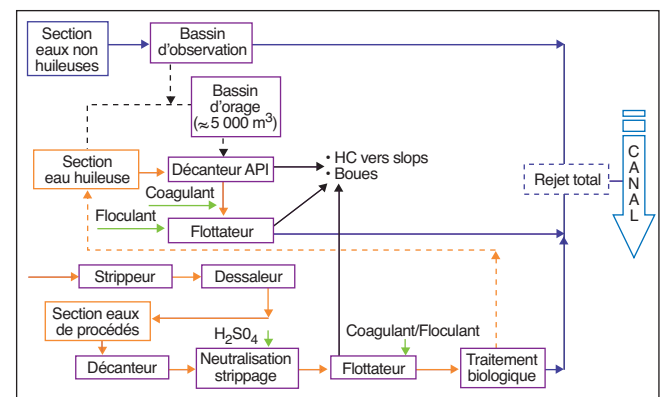 Section
eaux non
huileuses
Bassin
d'observation
Bassin
d'orage
(≈ 5 000 m³)
Section
eau huileuse
Décanteur API
• HC vers slops
• Boues
Coagulant
Floculant
Flottateur
Rejet total
CANAL
Strippeur
Dessaleur
Section eaux
de procédés
H₂S0₄
Coagulant/Floculant
Décanteur
Neutralisation
strippage
Flottateur
Traitement
biologique